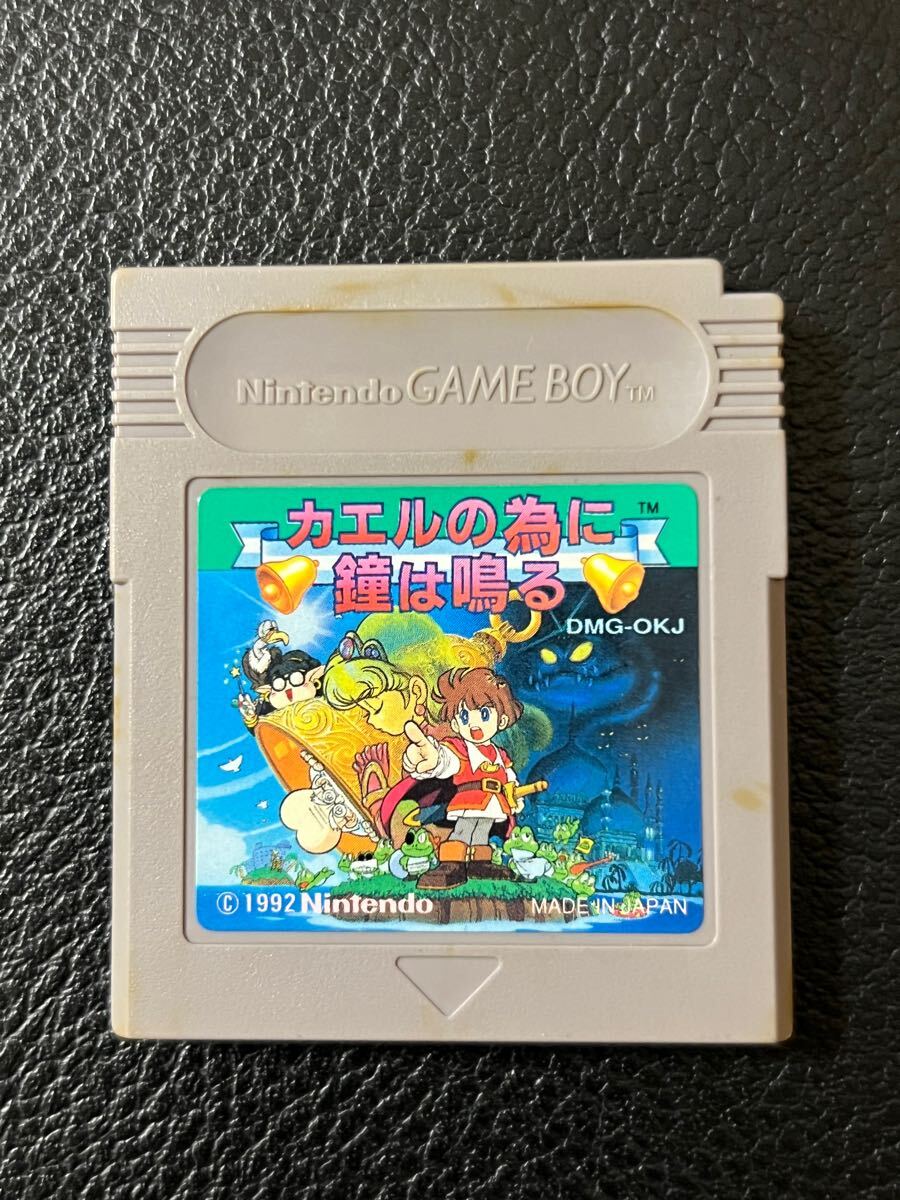 Nintendo GAME BOY TM
カエルの為に TM
鐘は鳴る
DMG-OKJ
© 1992 Nintendo MADE IN JAPAN